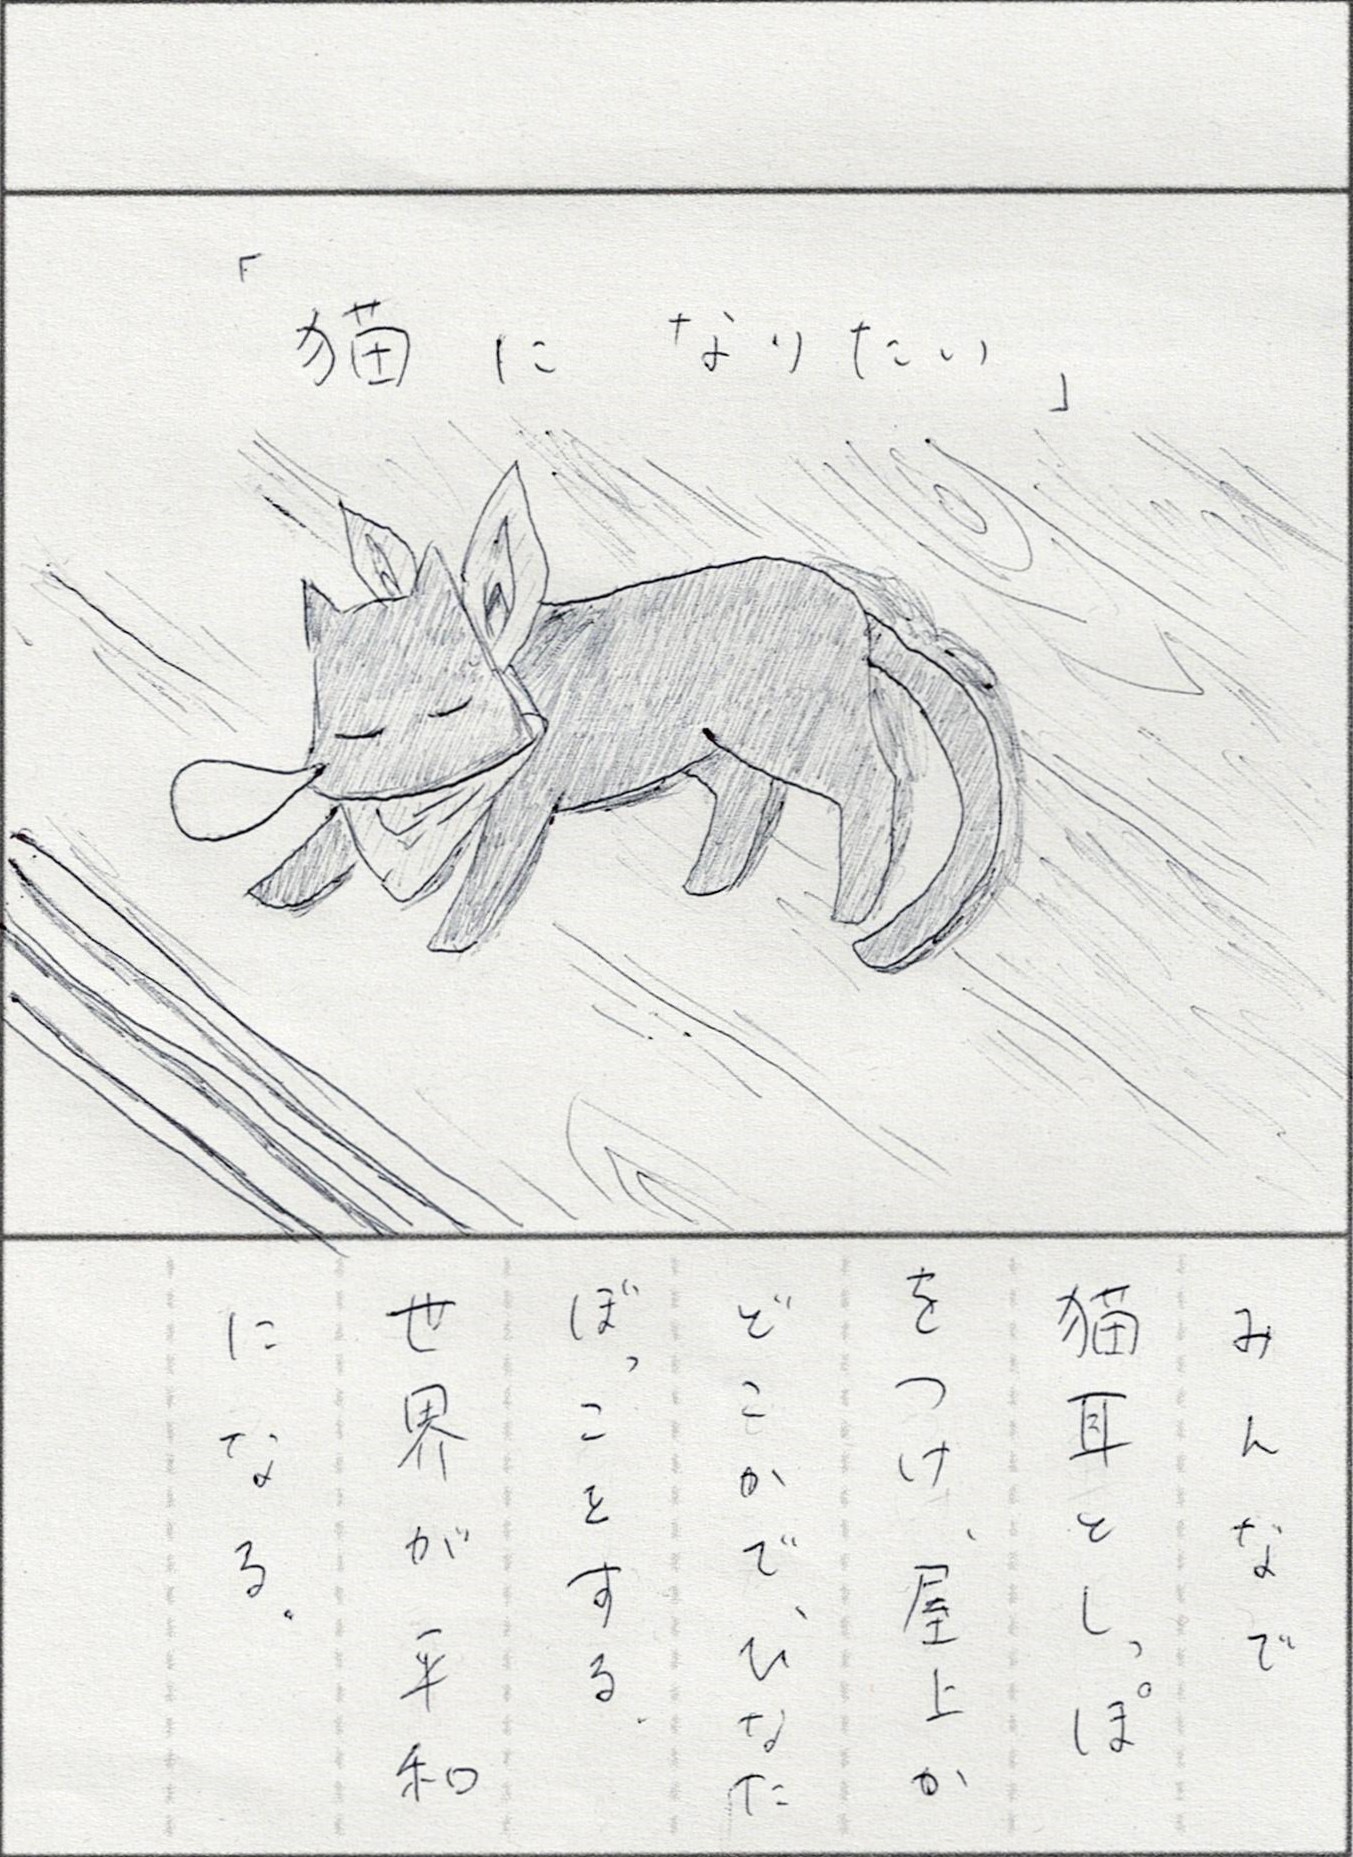 「猫になりたい」
みんなで
猫耳としっぽ
をつけ、屋上か
どこかで、ひなた
ぼっことする。
世界が平和
になる。